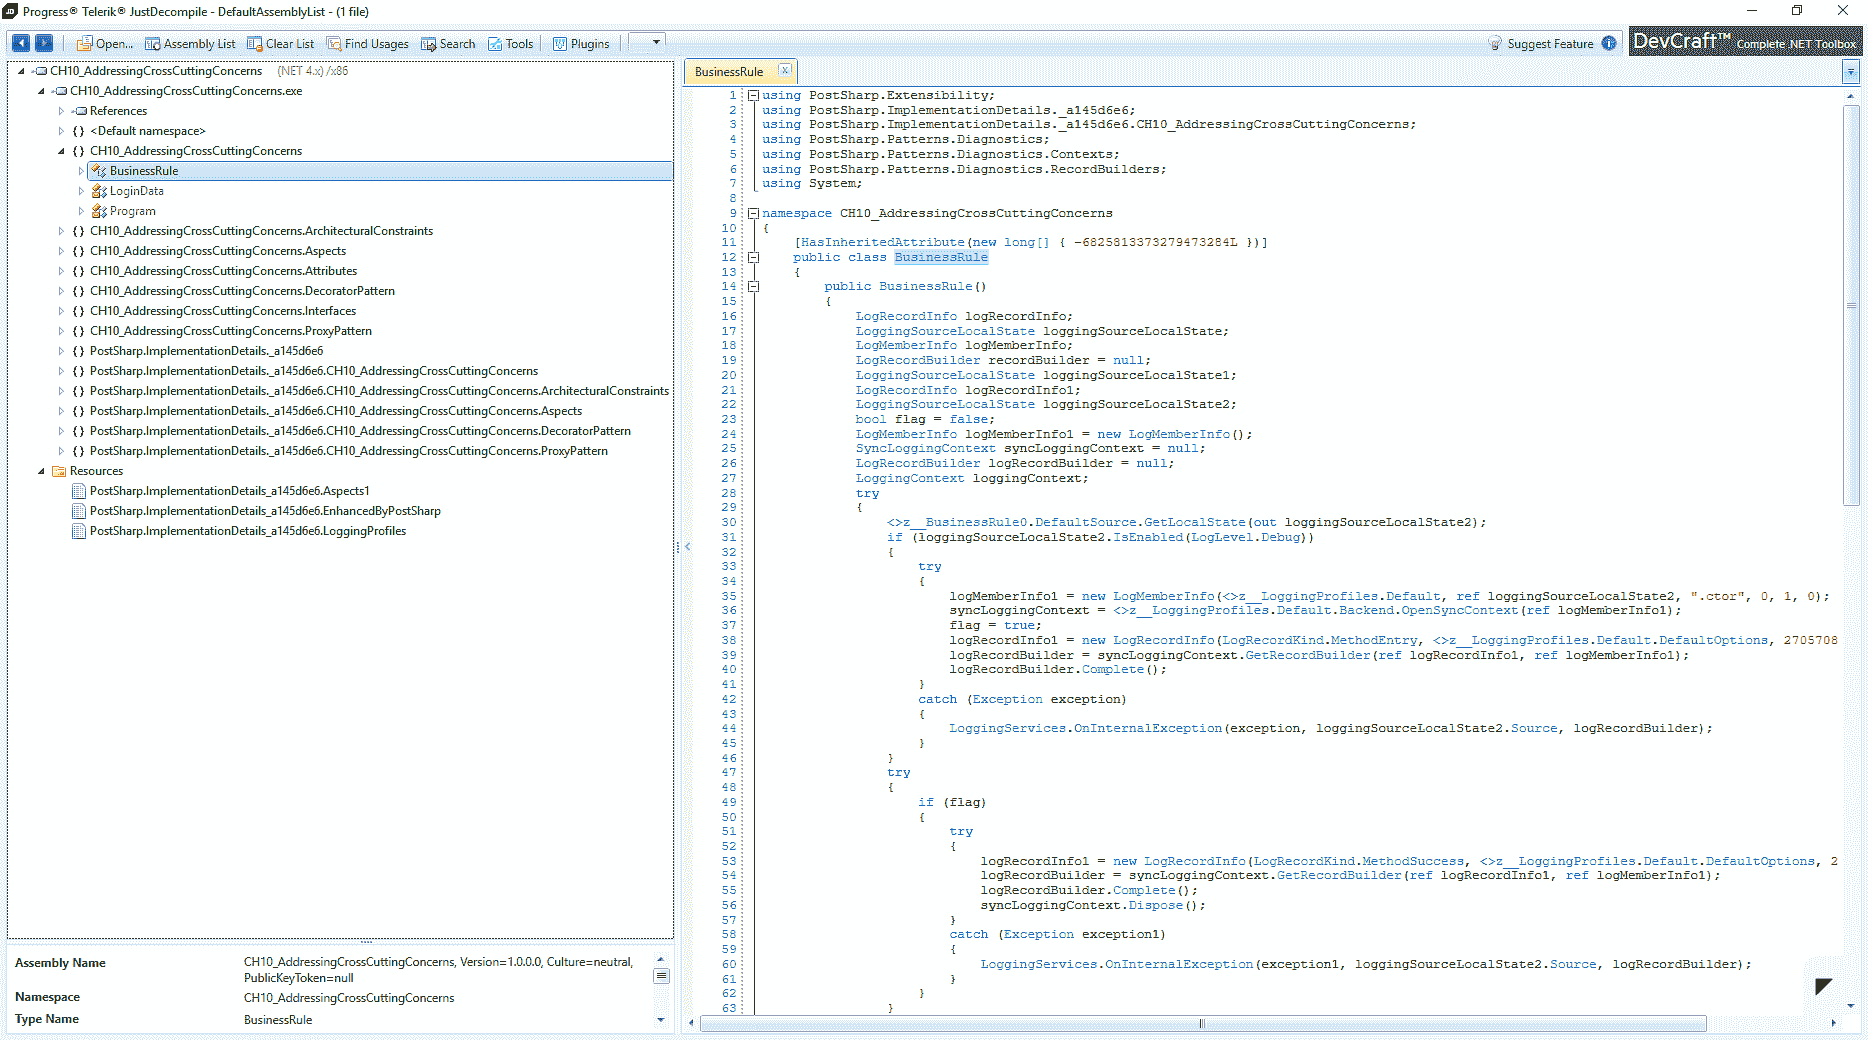 Progress® Telerik® JustDecompile - DefaultAssemblyList - (1 file)
Open... Assembly List Clear List Find Usages Search Tools Plugins Suggest Feature DevCraft™ Complete .NET Toolbox
CH10_AddressingCrossCuttingConcerns (NET 4.x) /x86
CH10_AddressingCrossCuttingConcerns.exe
References
{} <Default namespace>
{} CH10_AddressingCrossCuttingConcerns
BusinessRule
LoginData
Program
{} CH10_AddressingCrossCuttingConcerns.ArchitecturalConstraints
{} CH10_AddressingCrossCuttingConcerns.Aspects
{} CH10_AddressingCrossCuttingConcerns.Attributes
{} CH10_AddressingCrossCuttingConcerns.DecoratorPattern
{} CH10_AddressingCrossCuttingConcerns.Interfaces
{} CH10_AddressingCrossCuttingConcerns.ProxyPattern
{} PostSharp.ImplementationDetails._a145d6e6
{} PostSharp.ImplementationDetails._a145d6e6.CH10_AddressingCrossCuttingConcerns
{} PostSharp.ImplementationDetails._a145d6e6.CH10_AddressingCrossCuttingConcerns.ArchitecturalConstraints
{} PostSharp.ImplementationDetails._a145d6e6.CH10_AddressingCrossCuttingConcerns.Aspects
{} PostSharp.ImplementationDetails._a145d6e6.CH10_AddressingCrossCuttingConcerns.DecoratorPattern
{} PostSharp.ImplementationDetails._a145d6e6.CH10_AddressingCrossCuttingConcerns.ProxyPattern
Resources
PostSharp.ImplementationDetails_a145d6e6.Aspects1
PostSharp.ImplementationDetails_a145d6e6.EnhancedByPostSharp
PostSharp.ImplementationDetails_a145d6e6.LoggingProfiles
Assembly Name CH10_AddressingCrossCuttingConcerns, Version=1.0.0.0, Culture=neutral,
PublicKeyToken=null
Namespace CH10_AddressingCrossCuttingConcerns
Type Name BusinessRule
BusinessRule
1 using PostSharp.Extensibility;
2 using PostSharp.ImplementationDetails._a145d6e6;
3 using PostSharp.ImplementationDetails._a145d6e6.CH10_AddressingCrossCuttingConcerns;
4 using PostSharp.Patterns.Diagnostics;
5 using PostSharp.Patterns.Diagnostics.Contexts;
6 using PostSharp.Patterns.Diagnostics.RecordBuilders;
7 using System;
8
9 namespace CH10_AddressingCrossCuttingConcerns
10 {
11 [HasInheritedAttribute(new long[] { -6825813373279473284L })]
12 public class BusinessRule
13 {
14 public BusinessRule()
15 {
16 LogRecordInfo logRecordInfo;
17 LoggingSourceLocalState loggingSourceLocalState;
18 LogMemberInfo logMemberInfo;
19 LogRecordBuilder recordBuilder = null;
20 LoggingSourceLocalState loggingSourceLocalState1;
21 LogRecordInfo logRecordInfo1;
22 LoggingSourceLocalState loggingSourceLocalState2;
23 bool flag = false;
24 LogMemberInfo logMemberInfo1 = new LogMemberInfo();
25 SyncLoggingContext syncLoggingContext = null;
26 LogRecordBuilder logRecordBuilder = null;
27 LoggingContext loggingContext;
28 try
29 {
30 <>z__BusinessRule0.DefaultSource.GetLocalState(out loggingSourceLocalState2);
31 if (loggingSourceLocalState2.IsEnabled(LogLevel.Debug))
32 {
33 try
34 {
35 logMemberInfo1 = new LogMemberInfo(<>z__LoggingProfiles.Default, ref loggingSourceLocalState2, ".ctor", 0, 1, 0);
36 syncLoggingContext = <>z__LoggingProfiles.Default.Backend.OpenSyncContext(ref logMemberInfo1);
37 flag = true;
38 logRecordInfo1 = new LogRecordInfo(LogRecordKind.MethodEntry, <>z__LoggingProfiles.Default.DefaultOptions, 2705708
39 logRecordBuilder = syncLoggingContext.GetRecordBuilder(ref logRecordInfo1, ref logMemberInfo1);
40 logRecordBuilder.Complete();
41 }
42 catch (Exception exception)
43 {
44 LoggingServices.OnInternalException(exception, loggingSourceLocalState2.Source, logRecordBuilder);
45 }
46 }
47 try
48 {
49 if (flag)
50 {
51 try
52 {
53 logRecordInfo1 = new LogRecordInfo(LogRecordKind.MethodSuccess, <>z__LoggingProfiles.Default.DefaultOptions, 2
54 logRecordBuilder = syncLoggingContext.GetRecordBuilder(ref logRecordInfo1, ref logMemberInfo1);
55 logRecordBuilder.Complete();
56 syncLoggingContext.Dispose();
57 }
58 catch (Exception exception1)
59 {
60 LoggingServices.OnInternalException(exception1, loggingSourceLocalState2.Source, logRecordBuilder);
61 }
62 }
63 }